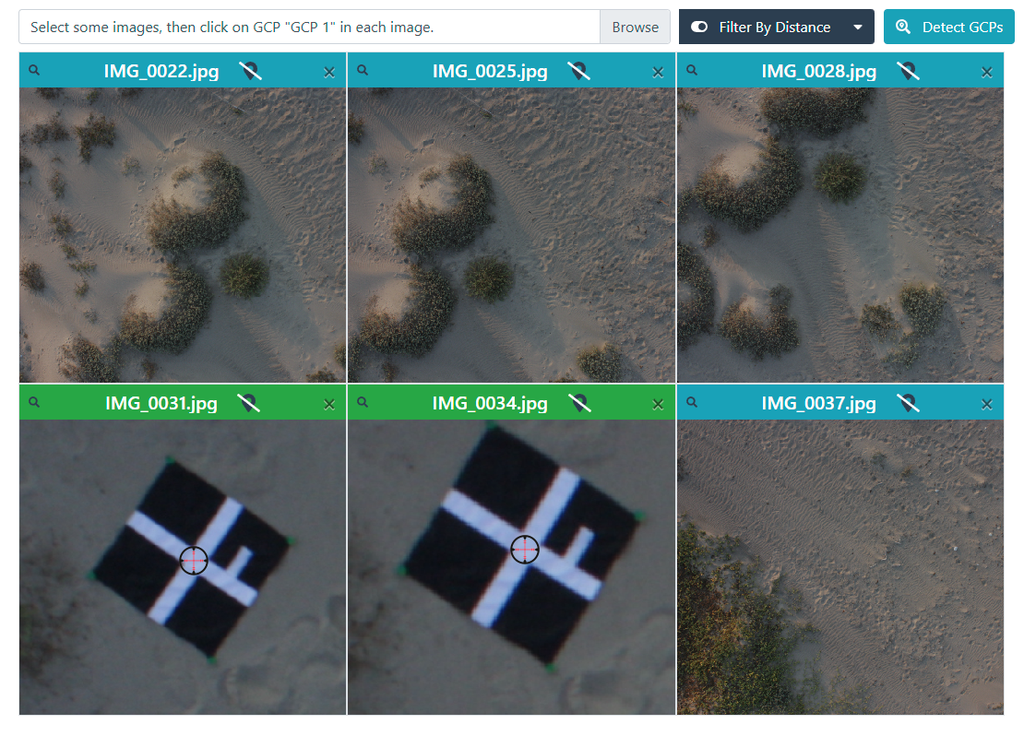 Select some images, then click on GCP "GCP 1" in each image.
Browse
Filter By Distance
Detect GCPs
IMG_0022.jpg
IMG_0025.jpg
IMG_0028.jpg
IMG_0031.jpg
IMG_0034.jpg
IMG_0037.jpg